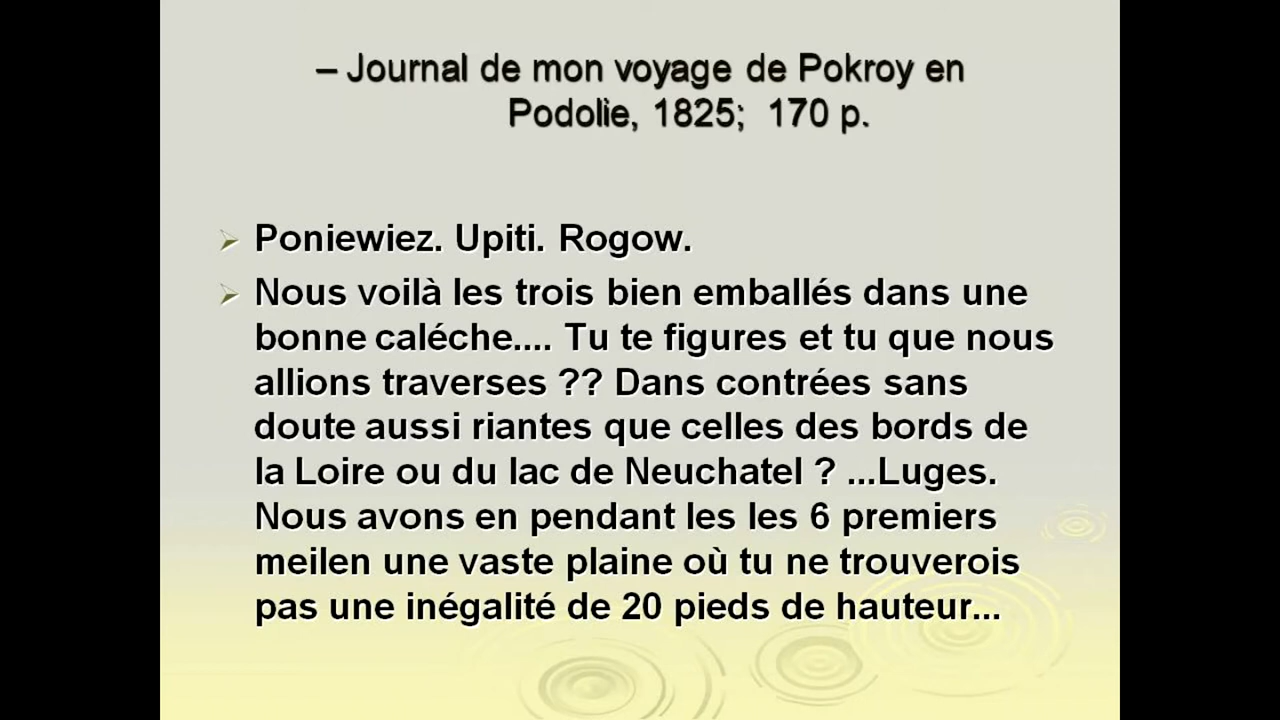 – Journal de mon voyage de Pokroy en
Podolie, 1825; 170 p.
Poniewiez. Upiti. Rogow.
Nous voilà les trois bien emballés dans une
bonne caléche.... Tu te figures et tu que nous
allions traverses ?? Dans contrées sans
doute aussi riantes que celles des bords de
la Loire ou du lac de Neuchatel ? ...Luges.
Nous avons en pendant les les 6 premiers
meilen une vaste plaine où tu ne trouverois
pas une inégalité de 20 pieds de hauteur...